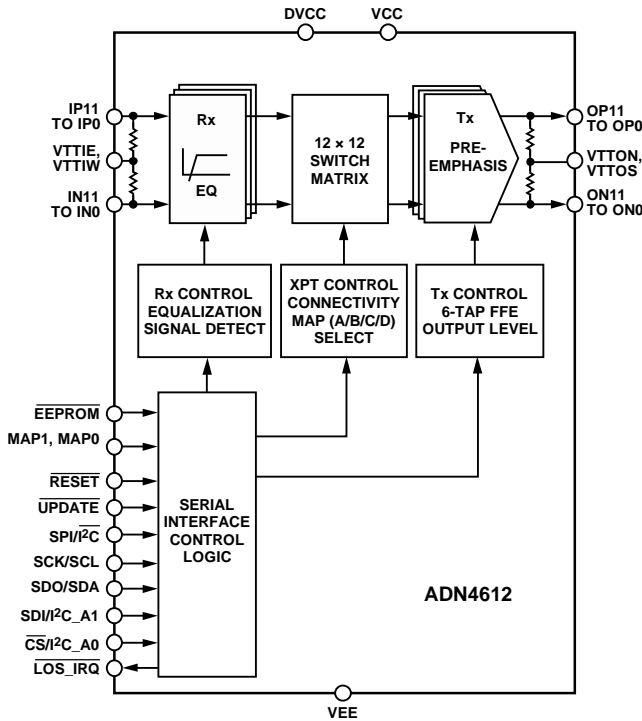 DVCC
VCC
IP11
TO IP0
VTTIE,
VTTIW
IN11
TO IN0
Rx
EQ
12 × 12
SWITCH
MATRIX
Tx
PRE-
EMPHASIS
OP11
TO OP0
VTTON,
VTTOS
ON11
TO ON0
Rx CONTROL
EQUALIZATION
SIGNAL DETECT
XPT CONTROL
CONNECTIVITY
MAP (A/B/C/D)
SELECT
Tx CONTROL
6-TAP FFE
OUTPUT LEVEL
EEPROM
MAP1, MAP0
RESET
UPDATE
SPI/I²C
SCK/SCL
SDO/SDA
SDI/I²C_A1
CS/I²C_A0
LOS_IRQ
SERIAL
INTERFACE
CONTROL
LOGIC
ADN4612
VEE